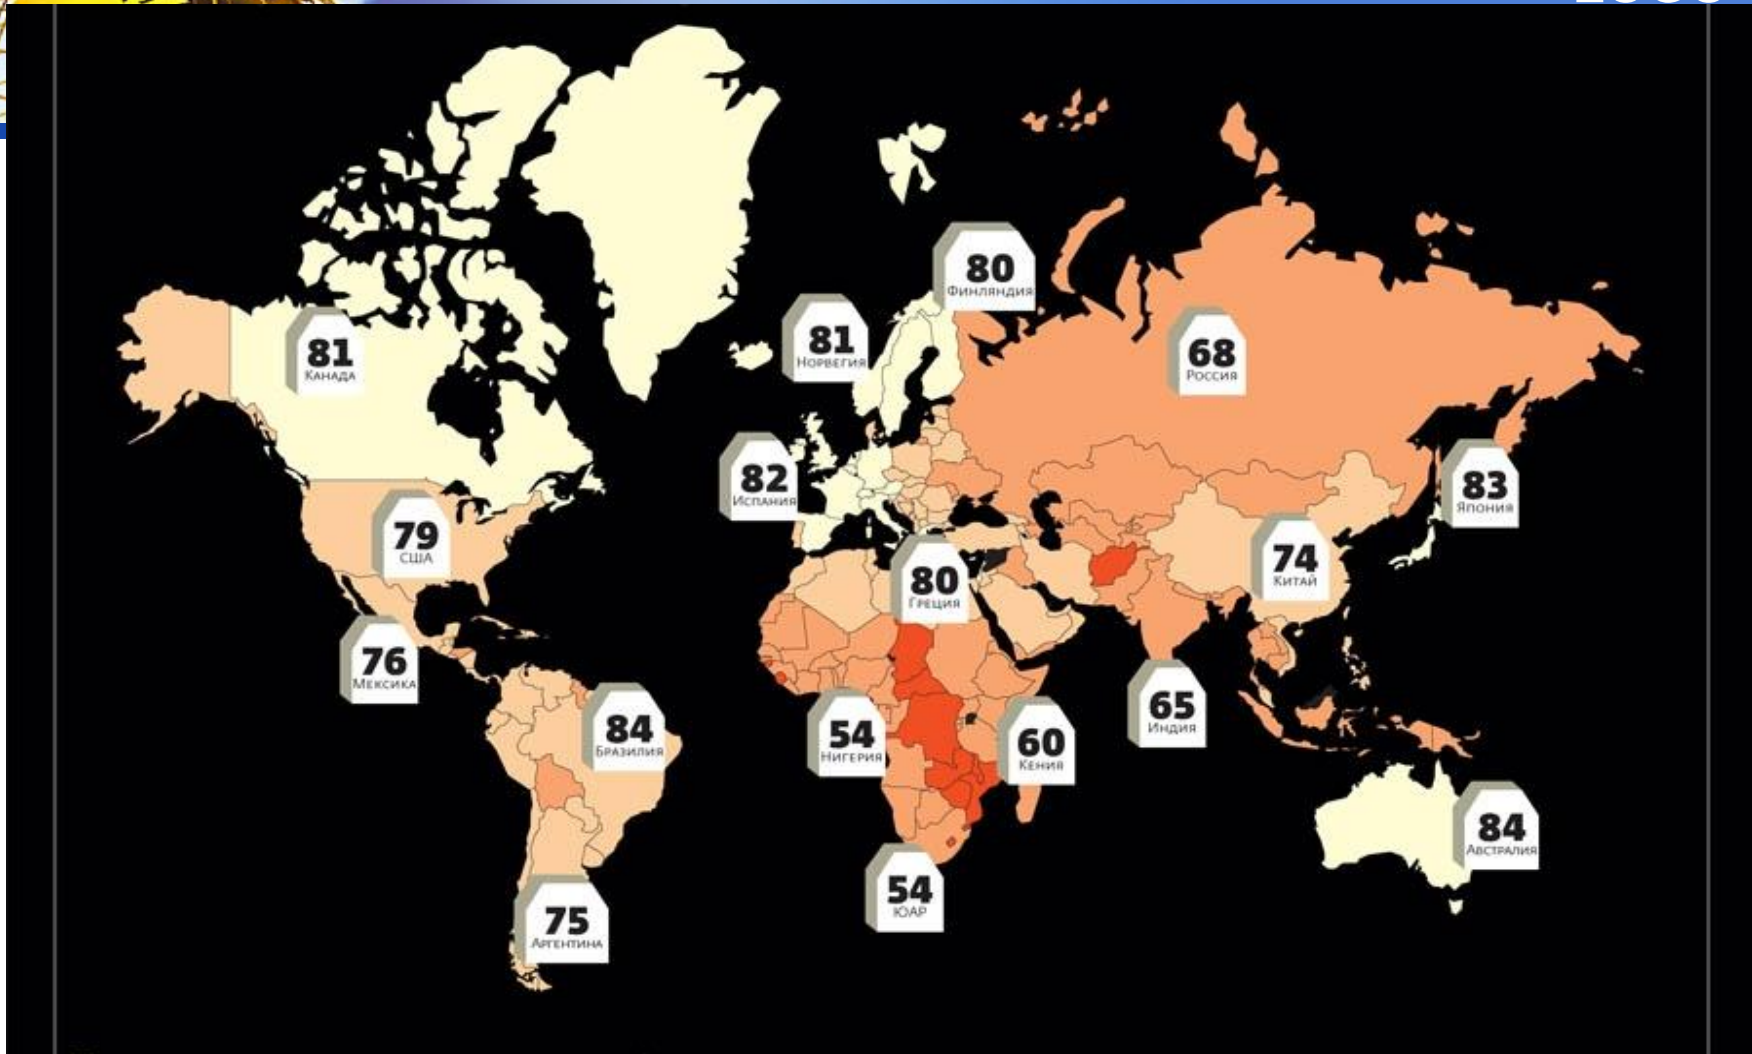 80
Финляндия
81
Норвегия
81
Канада
68
Россия
82
Испания
83
Япония
79
США
74
Китай
80
Греция
76
Мексика
65
Индия
84
Бразилия
54
Нигерия
60
Кения
84
Австралия
54
ЮАР
75
Аргентина